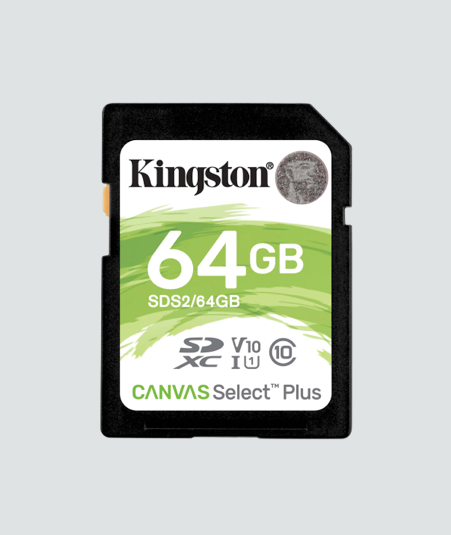 Kingston®
64GB
SDS2/64GB
SD XC V10 I U1 10
CANVAS Select™ Plus